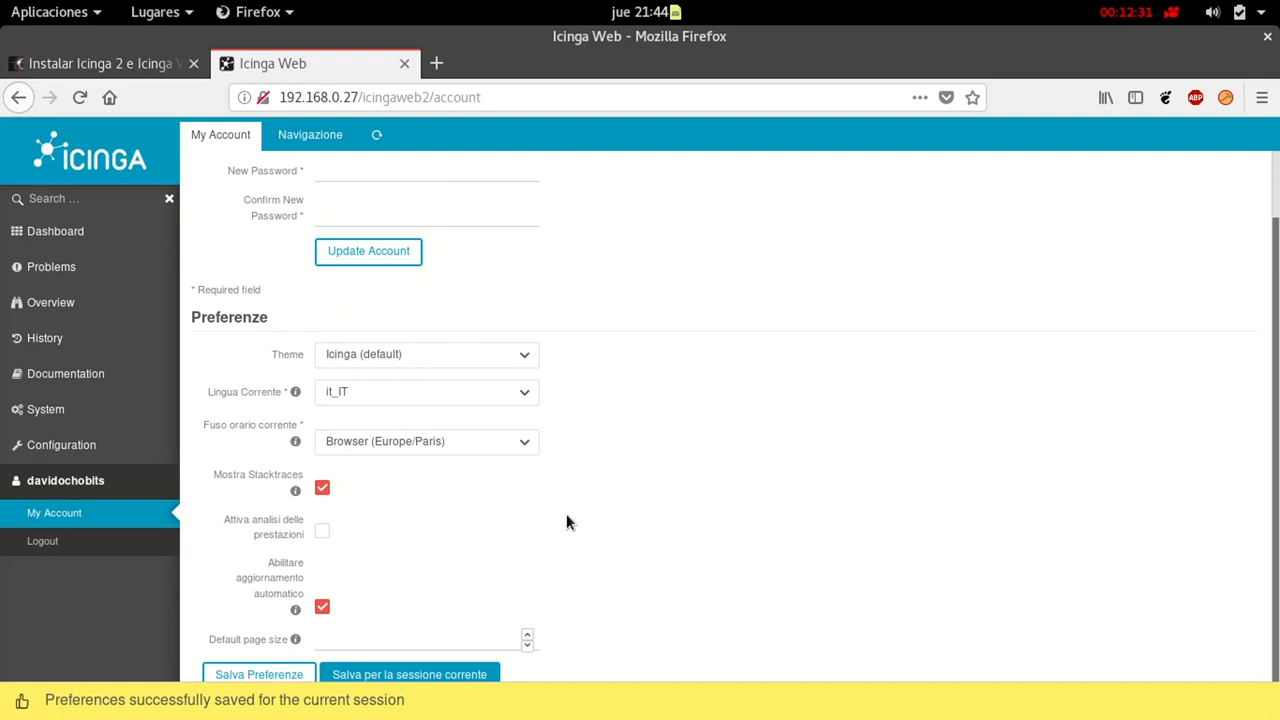 Aplicaciones Lugares Firefox jue 21:44 00:12:31
Icinga Web - Mozilla Firefox
Instalar Icinga 2 e Icinga Icinga Web
192.168.0.27/icingaweb2/account
ABP
ICINGA
My Account Navigazione
Search ...
Dashboard
Problems
Overview
History
Documentation
System
Configuration
davidochobits
My Account
Logout
New Password *
Confirm New
Password *
Update Account
* Required field
Preferenze
Theme Icinga (default)
Lingua Corrente * it_IT
Fuso orario corrente *
Browser (Europe/Paris)
Mostra Stacktraces
Attiva analisi delle
prestazioni
Abilitare
aggiornamento
automatico
Default page size
Salva Preferenze Salva per la sessione corrente
Preferences successfully saved for the current session